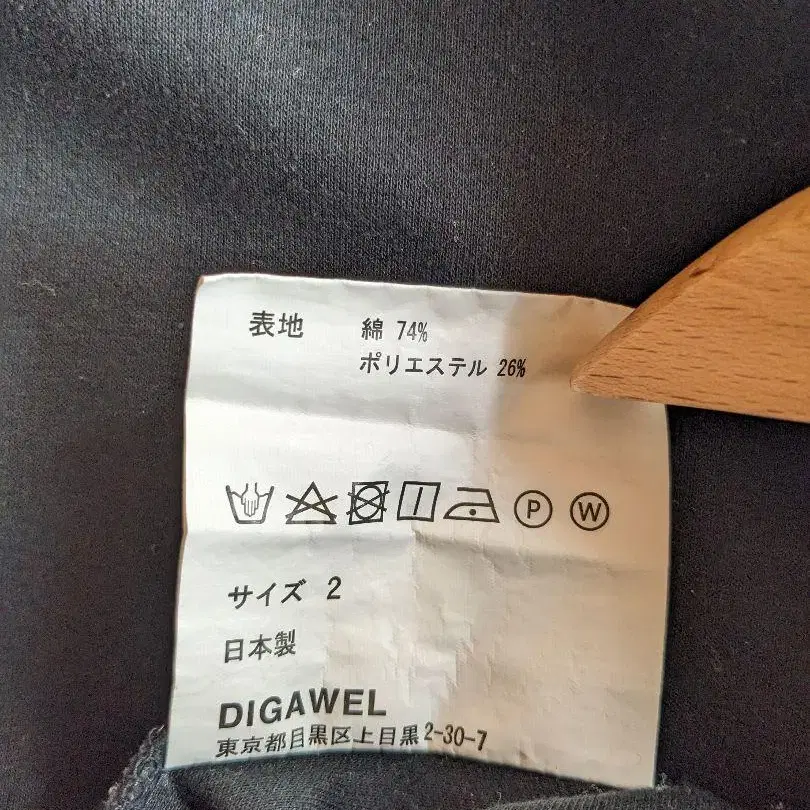 表地 綿 74%
ポリエステル 26%
P W
サイズ 2
日本製
DIGAWEL
東京都目黒区上目黒2-30-7